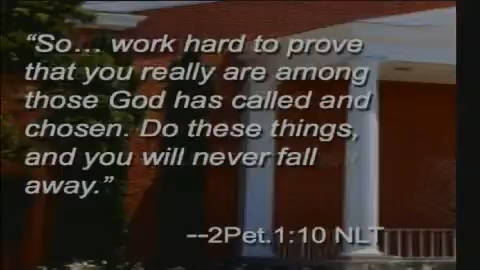 “So... work hard to prove
that you really are among
those God has called and
chosen. Do these things,
and you will never fall
away.”
--2Pet.1:10 NLT